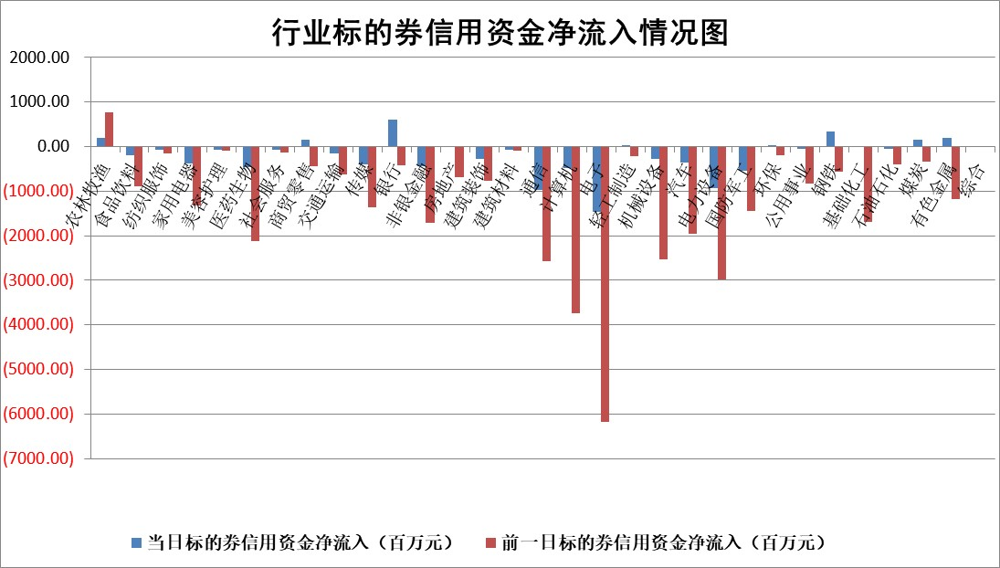 行业标的券信用资金净流入情况图
2000.00
1000.00
0.00
(1000.00)
(2000.00)
(3000.00)
(4000.00)
(5000.00)
(6000.00)
(7000.00)
农林牧渔
食品饮料
纺织服饰
家用电器
美容护理
医药生物
社会服务
商贸零售
交通运输
传媒
银行
非银金融
房地产
建筑装饰
建筑材料
通信
计算机
电子
轻工制造
机械设备
汽车
电力设备
国防军工
环保
公用事业
钢铁
基础化工
石油石化
煤炭
有色金属
综合
当日标的券信用资金净流入（百万元）
前一日标的券信用资金净流入（百万元）